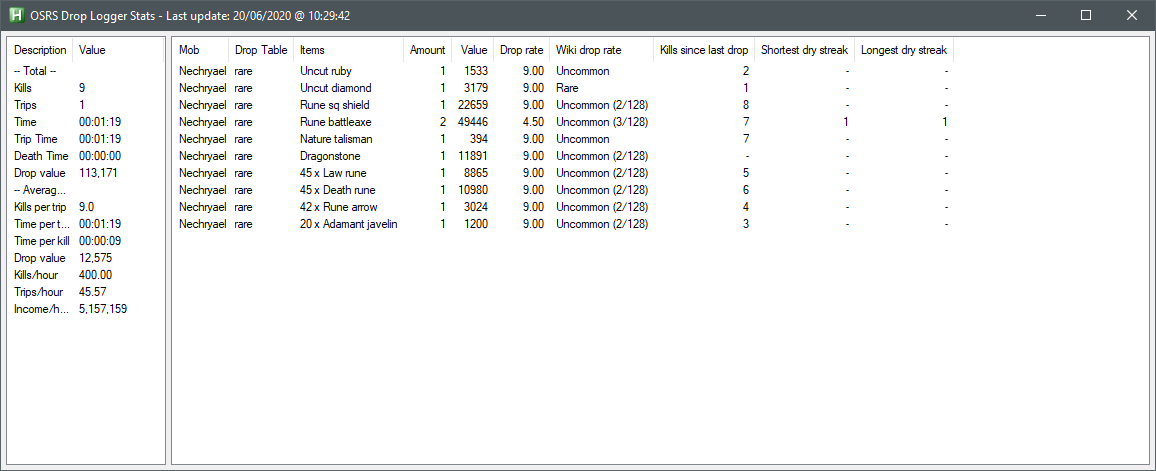 OSRS Drop Logger Stats - Last update: 20/06/2020 @ 10:29:42
Description Value
-- Total --
Kills 9
Trips 1
Time 00:01:19
Trip Time 00:01:19
Death Time 00:00:00
Drop value 113,171
-- Averag...
Kills per trip 9.0
Time per t... 00:01:19
Time per kill 00:00:09
Drop value 12,575
Kills/hour 400.00
Trips/hour 45.57
Income/h... 5,157,159
Mob Drop Table Items Amount Value Drop rate Wiki drop rate Kills since last drop Shortest dry streak Longest dry streak
Nechryael rare Uncut ruby 1 1533 9.00 Uncommon 2 - -
Nechryael rare Uncut diamond 1 3179 9.00 Rare 1 - -
Nechryael rare Rune sq shield 1 22659 9.00 Uncommon (2/128) 8 - -
Nechryael rare Rune battleaxe 2 49446 4.50 Uncommon (3/128) 7 1 1
Nechryael rare Nature talisman 1 394 9.00 Uncommon 7 - -
Nechryael rare Dragonstone 1 11891 9.00 Uncommon (2/128) - - -
Nechryael rare 45 x Law rune 1 8865 9.00 Uncommon (2/128) 5 - -
Nechryael rare 45 x Death rune 1 10980 9.00 Uncommon (2/128) 6 - -
Nechryael rare 42 x Rune arrow 1 3024 9.00 Uncommon (2/128) 4 - -
Nechryael rare 20 x Adamant javelin 1 1200 9.00 Uncommon (2/128) 3 - -